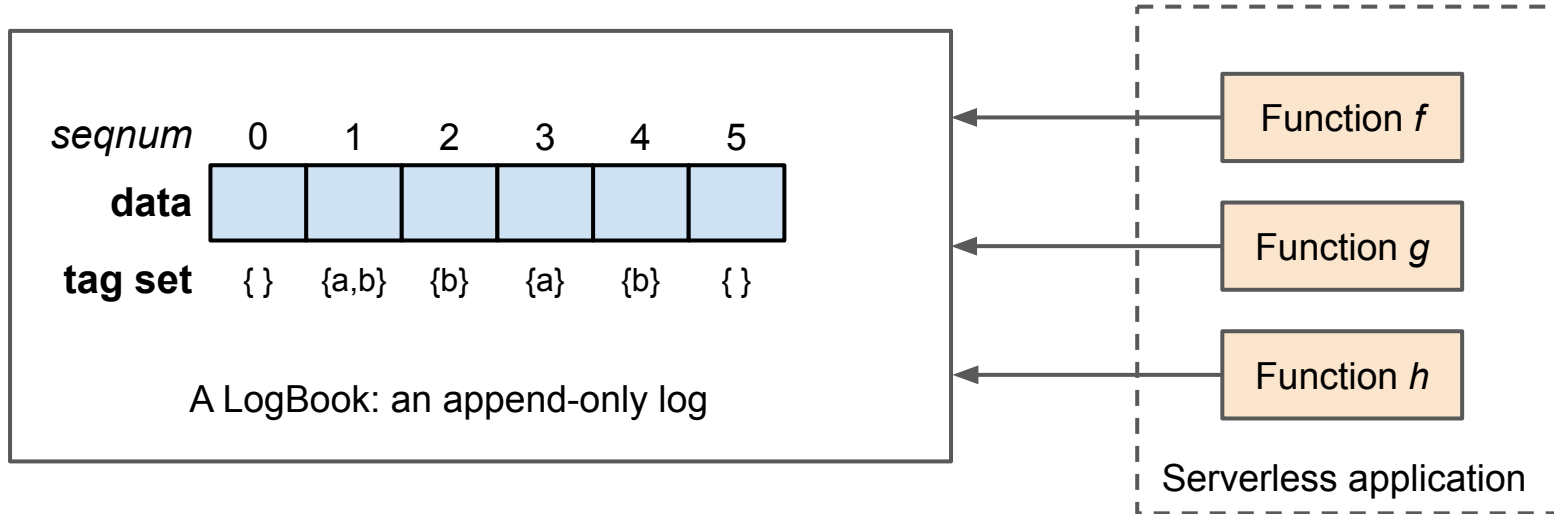 seqnum 0 1 2 3 4 5
data
tag set { } {a,b} {b} {a} {b} { }
A LogBook: an append-only log
Function f
Function g
Function h
Serverless application